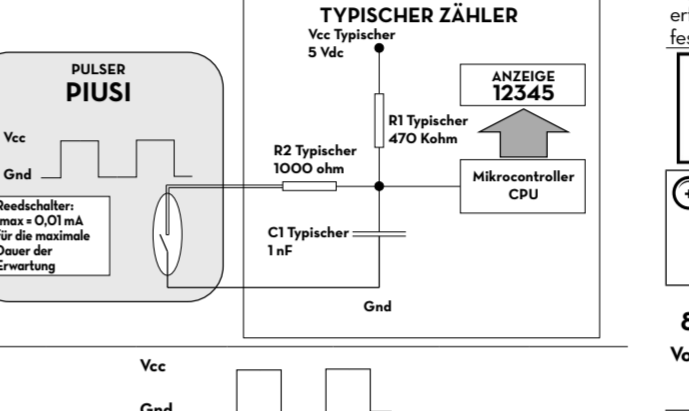 TYPISCHER ZÄHLER
Vcc Typischer
5 Vdc
PULSER
PIUSI
ANZEIGE
12345
Vcc
Gnd
R1 Typischer
470 Kohm
R2 Typischer
1000 ohm
Mikrocontroller
CPU
Reedschalter:
max = 0,01 mA
für die maximale
Dauer der
Erwartung
C1 Typischer
1 nF
Gnd
Vcc
Gnd